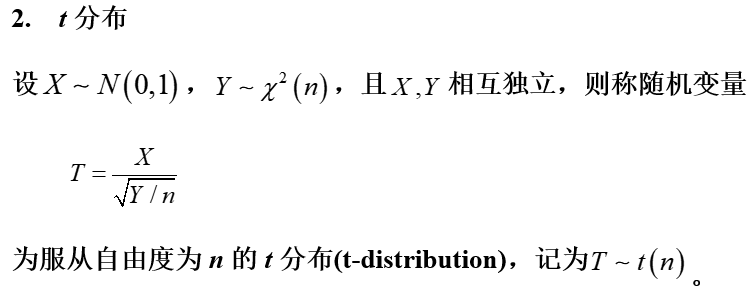 2. t 分布
设 X ~ N(0,1)，Y ~ χ²(n)，且 X,Y 相互独立，则称随机变量
T = X / √(Y / n)
为服从自由度为 n 的 t 分布(t-distribution)，记为T ~ t(n)。